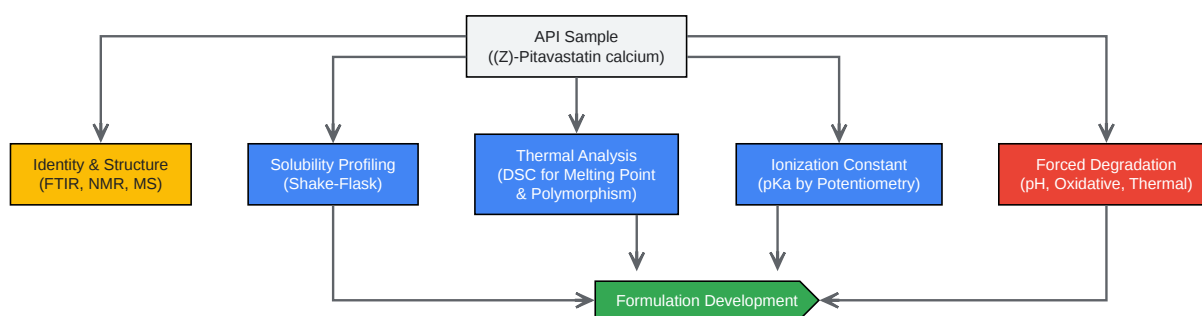 API Sample
((Z)-Pitavastatin calcium)
Identity & Structure
(FTIR, NMR, MS)
Solubility Profiling
(Shake-Flask)
Thermal Analysis
(DSC for Melting Point
& Polymorphism)
Ionization Constant
(pKa by Potentiometry)
Forced Degradation
(pH, Oxidative, Thermal)
Formulation Development